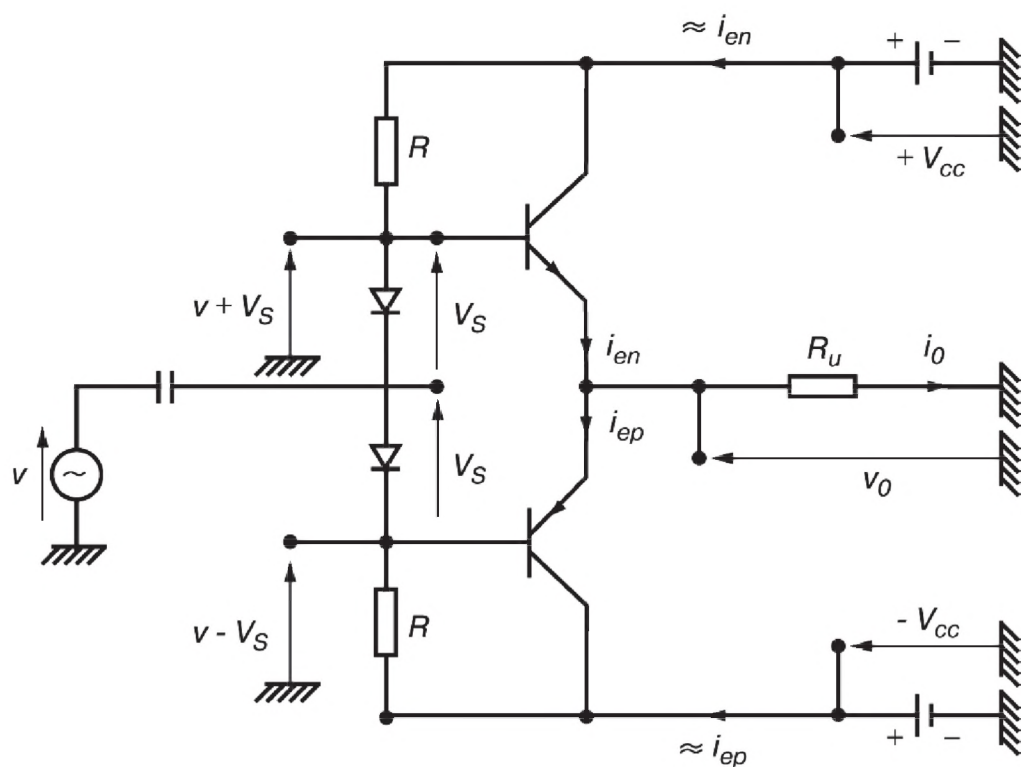 ≈ i_en
+ −
+ V_cc
R
v + V_S
V_S
i_en
R_u
i_0
i_ep
v
~
V_S
v_0
v - V_S
R
- V_cc
+ −
≈ i_ep